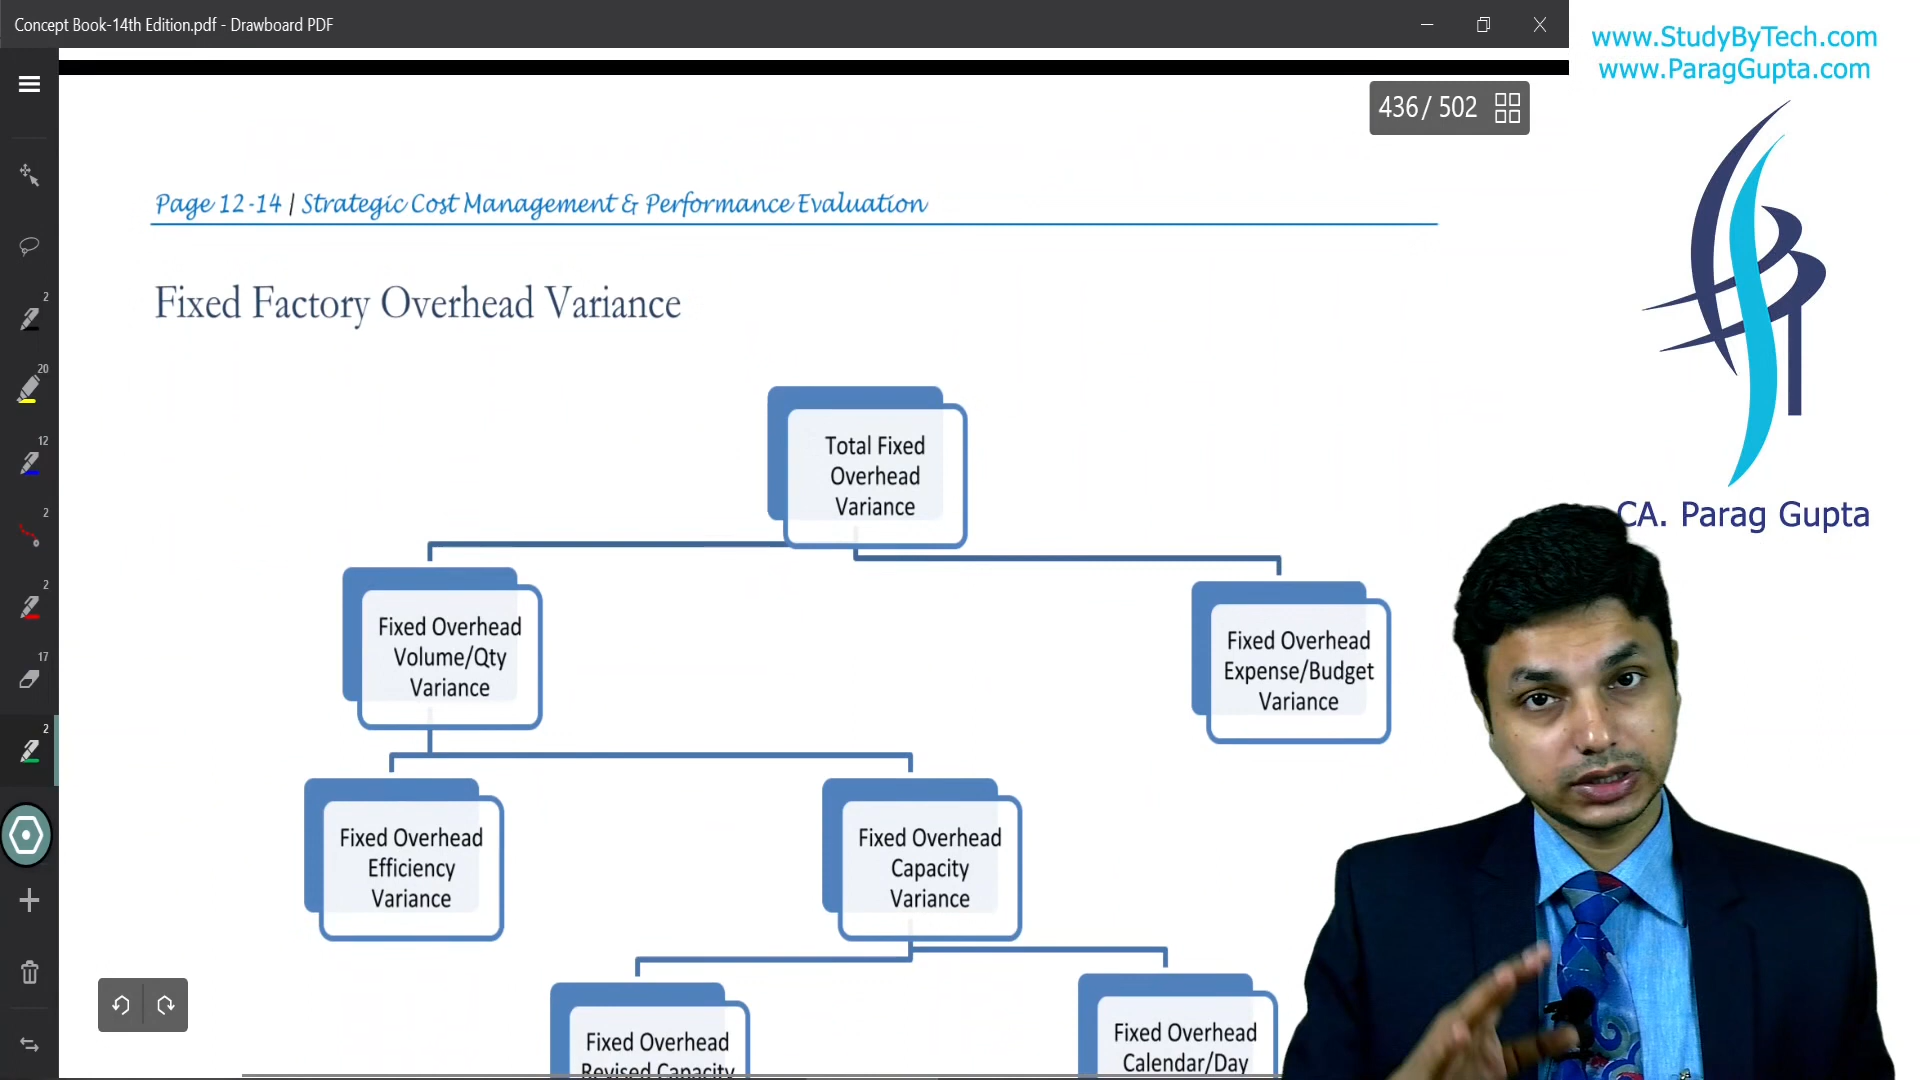 Concept Book-14th Edition.pdf - Drawboard PDF
www.StudyByTech.com
www.ParagGupta.com
436 / 502
Page 12-14 | Strategic Cost Management & Performance Evaluation
Fixed Factory Overhead Variance
Total Fixed
Overhead
Variance
Fixed Overhead
Volume/Qty
Variance
Fixed Overhead
Expense/Budget
Variance
Fixed Overhead
Efficiency
Variance
Fixed Overhead
Capacity
Variance
Fixed Overhead
Revised Capacity
Fixed Overhead
Calendar/Day
CA. Parag Gupta
2
20
12
2
2
17
2